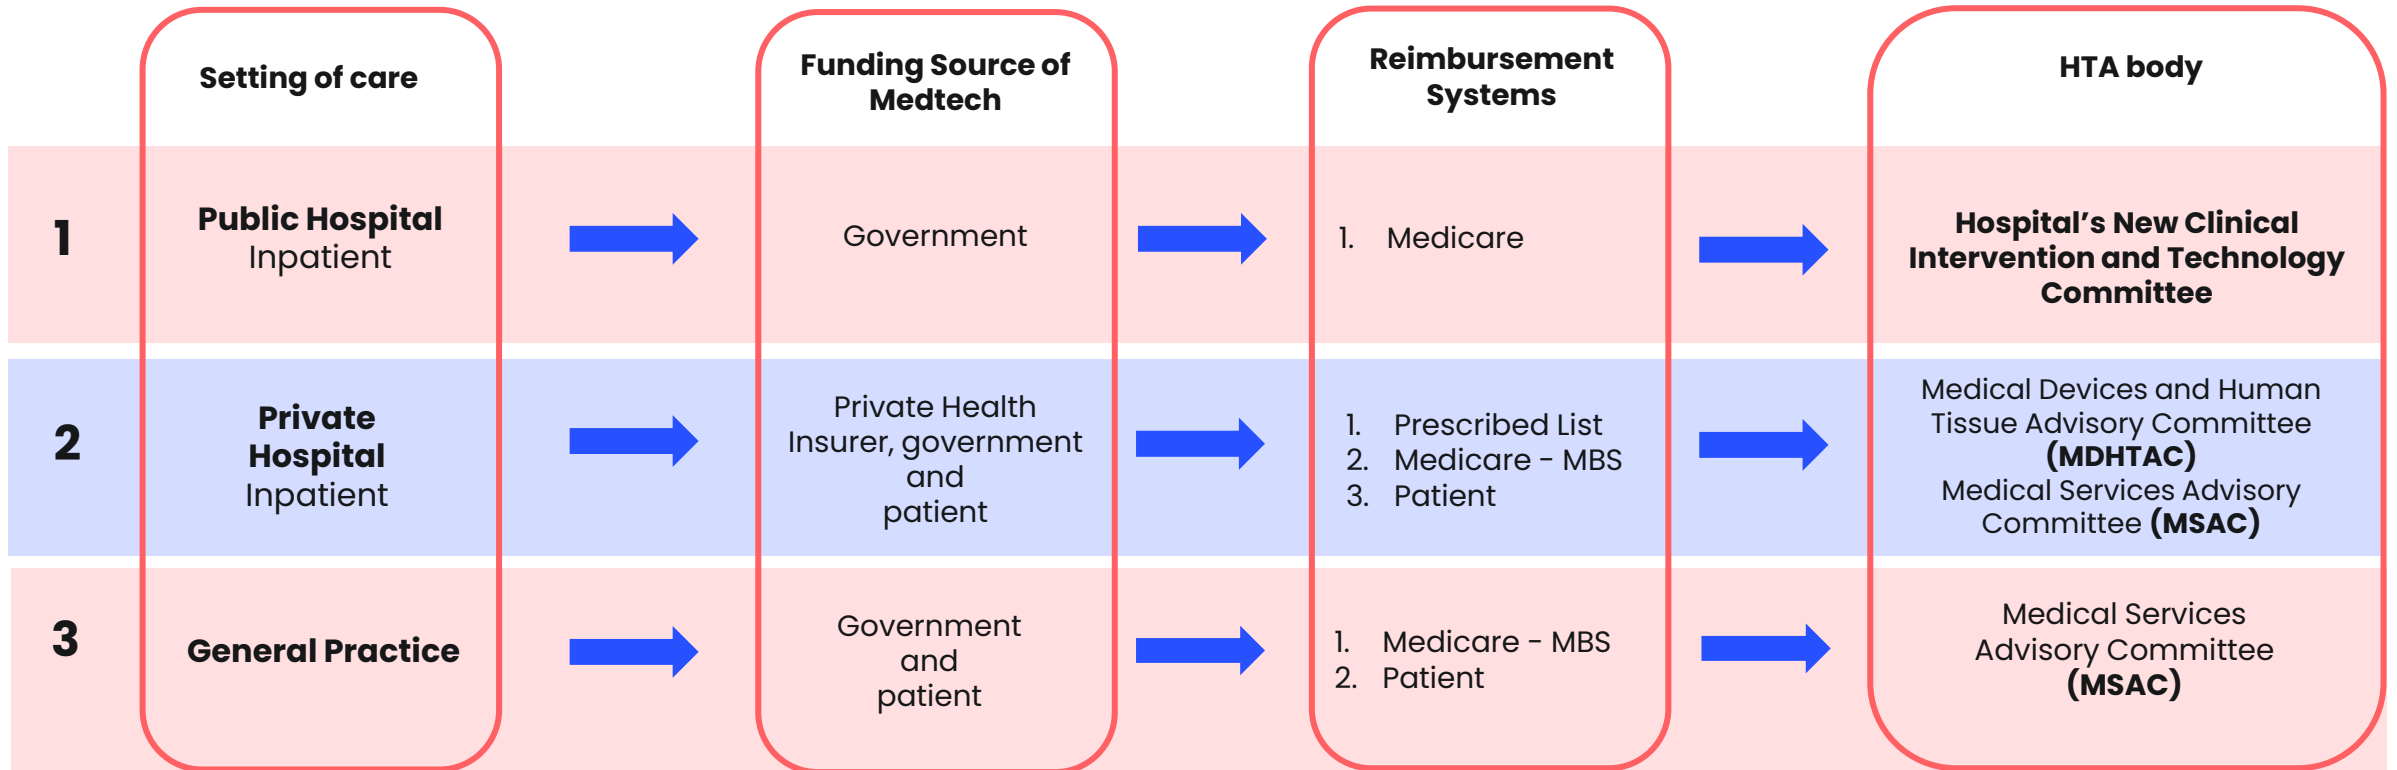 Setting of care
Funding Source of
Medtech
Reimbursement
Systems
HTA body
1
Public Hospital
Inpatient
Government
1. Medicare
Hospital’s New Clinical
Intervention and Technology
Committee
2
Private
Hospital
Inpatient
Private Health
Insurer, government
and
patient
1. Prescribed List
2. Medicare - MBS
3. Patient
Medical Devices and Human
Tissue Advisory Committee
(MDHTAC)
Medical Services Advisory
Committee (MSAC)
3
General Practice
Government
and
patient
1. Medicare - MBS
2. Patient
Medical Services
Advisory Committee
(MSAC)